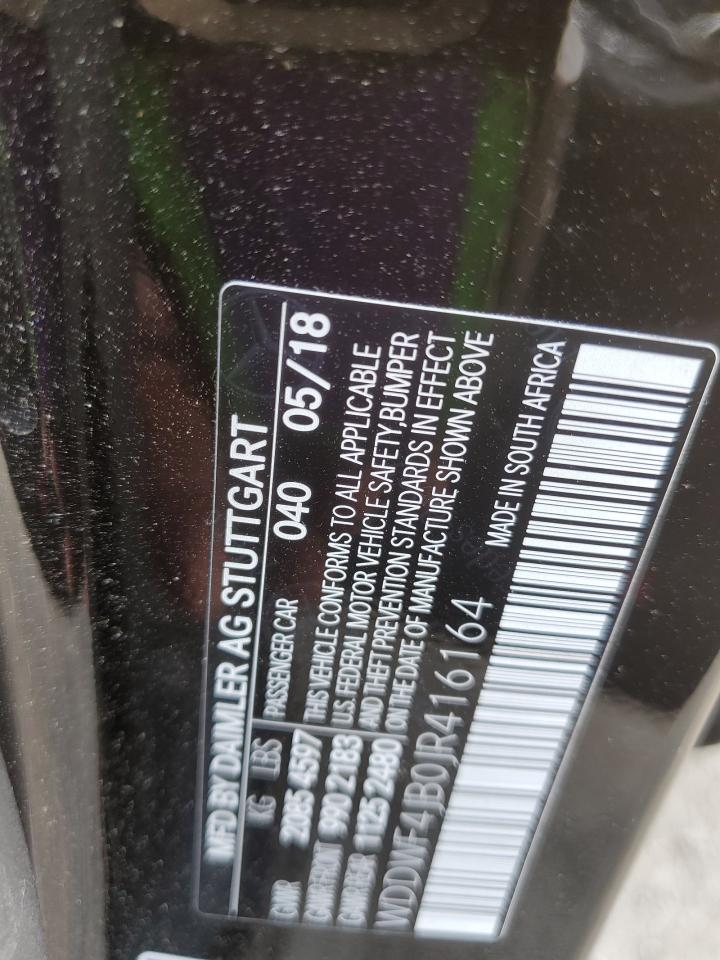 MFD BY DAIMLER AG STUTTGART
KG LBS PASSENGER CAR 040 05/18
GVWR 2085 4597 THIS VEHICLE CONFORMS TO ALL APPLICABLE
GAWR FRONT 990 2183 U.S. FEDERAL MOTOR VEHICLE SAFETY,BUMPER
GAWR REAR 1125 2480 AND THEFT PREVENTION STANDARDS IN EFFECT
ON THE DATE OF MANUFACTURE SHOWN ABOVE
WDDWF4JB0JR416164 MADE IN SOUTH AFRICA